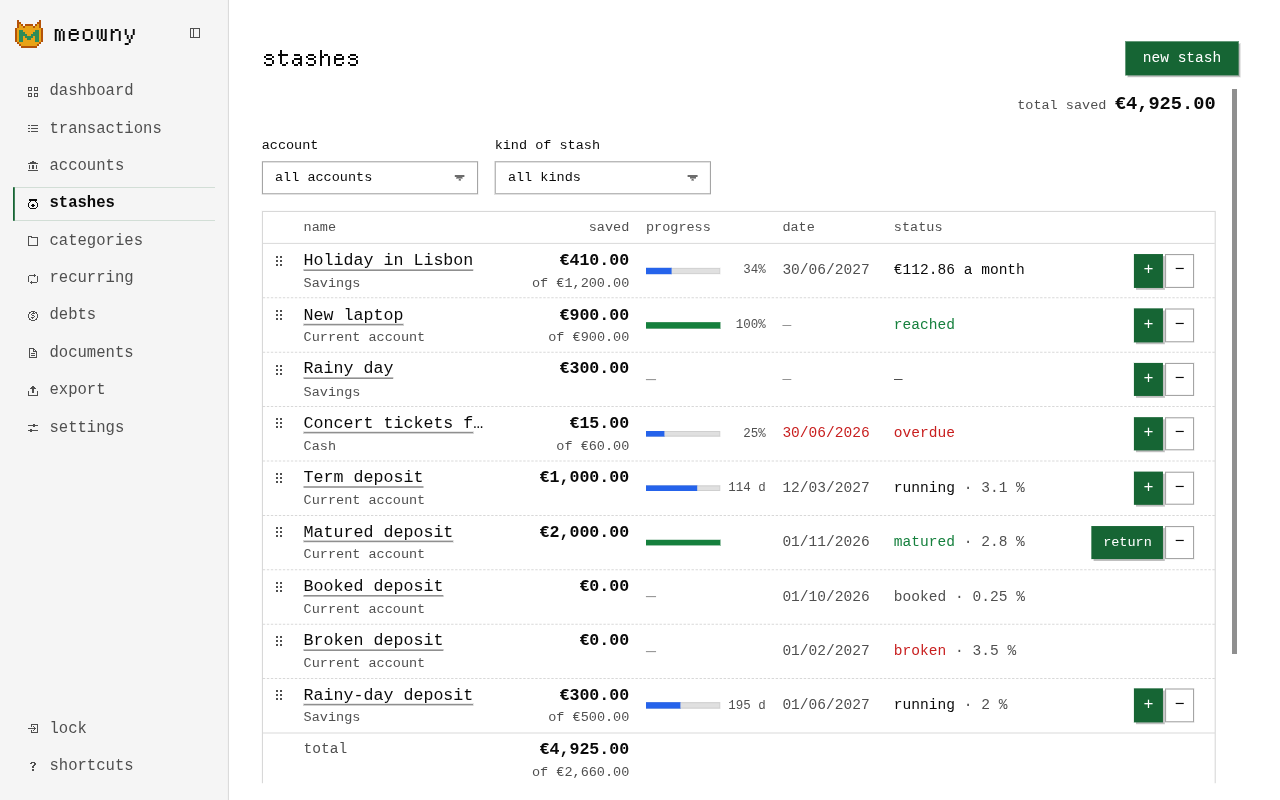 meowny
dashboard
transactions
accounts
stashes
categories
recurring
debts
documents
export
settings
lock
? shortcuts
stashes
new stash
total saved €4,925.00
account
kind of stash
all accounts
all kinds
name saved progress date status
Holiday in Lisbon €410.00
34% 30/06/2027 €112.86 a month + −
Savings of €1,200.00
New laptop €900.00
100% — reached + −
Current account of €900.00
Rainy day €300.00
— — — + −
Savings
Concert tickets f… €15.00
25% 30/06/2026 overdue + −
Cash of €60.00
Term deposit €1,000.00
114 d 12/03/2027 running · 3.1 % + −
Current account
Matured deposit €2,000.00
01/11/2026 matured · 2.8 % return −
Current account
Booked deposit €0.00
— 01/10/2026 booked · 0.25 %
Current account
Broken deposit €0.00
— 01/02/2027 broken · 3.5 %
Current account
Rainy-day deposit €300.00
195 d 01/06/2027 running · 2 % + −
Savings of €500.00
total €4,925.00
of €2,660.00